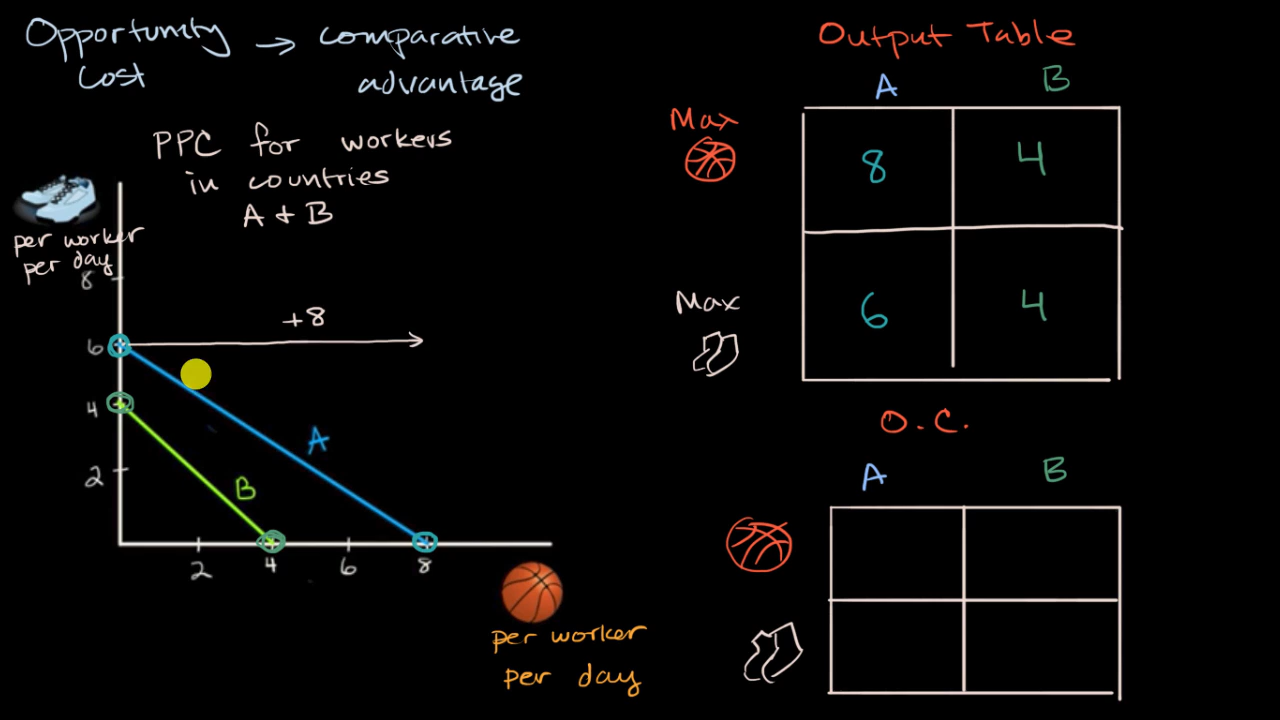 Opportunity → comparative
cost advantage
PPC for workers
in countries
A + B
per worker
per day
8
6
4
2
+8
A
B
2 4 6 8
per worker
per day
Output Table
A B
Max 8 4
Max 6 4
O.C.
A B